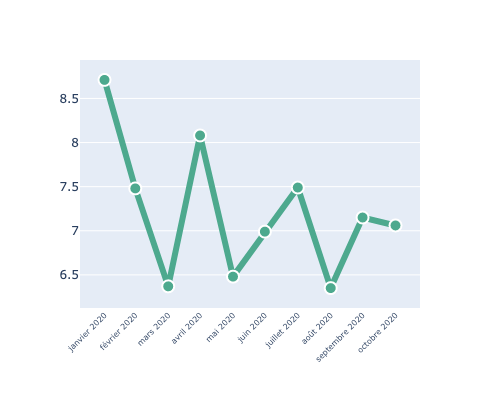 8.5
8
7.5
7
6.5
janvier 2020
février 2020
mars 2020
avril 2020
mai 2020
juin 2020
juillet 2020
août 2020
septembre 2020
octobre 2020